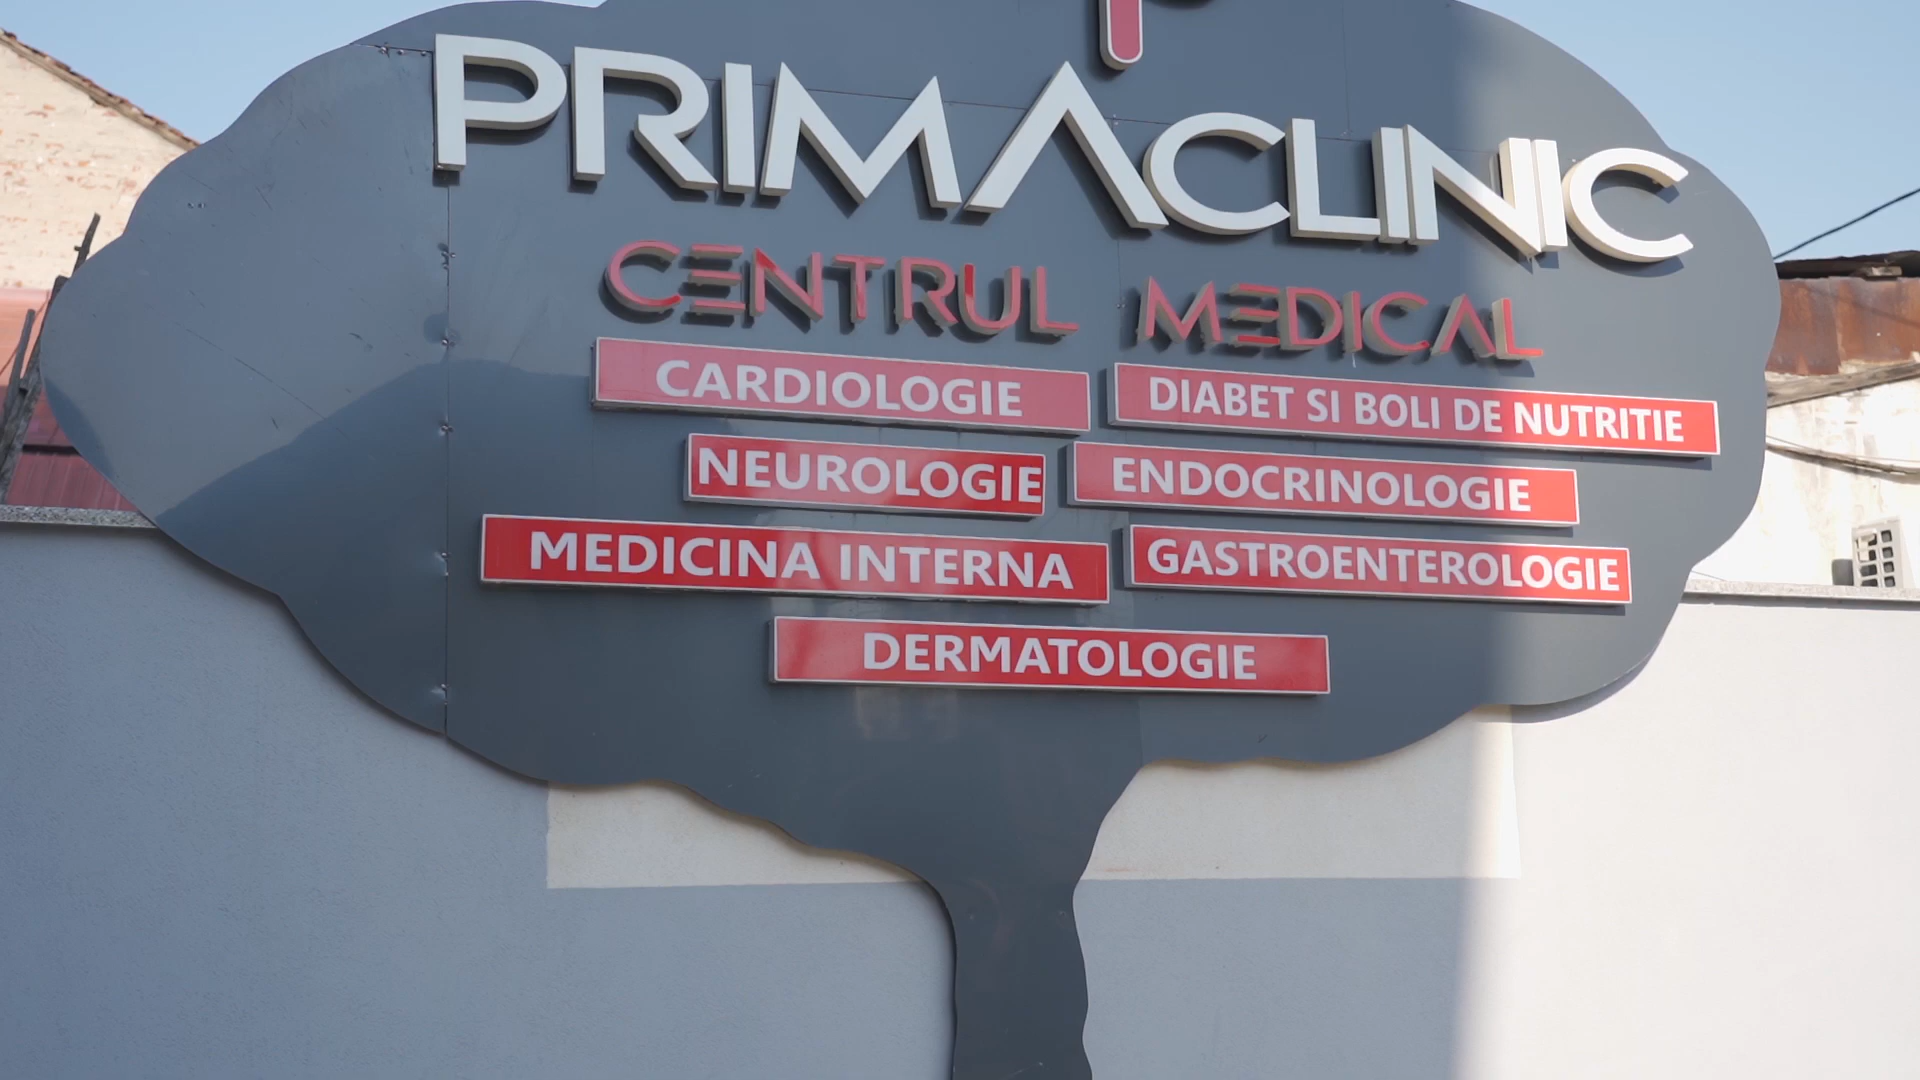 PRIMACLINIC
CENTRUL MEDICAL
CARDIOLOGIE
DIABET SI BOLI DE NUTRITIE
NEUROLOGIE
ENDOCRINOLOGIE
MEDICINA INTERNA
GASTROENTEROLOGIE
DERMATOLOGIE